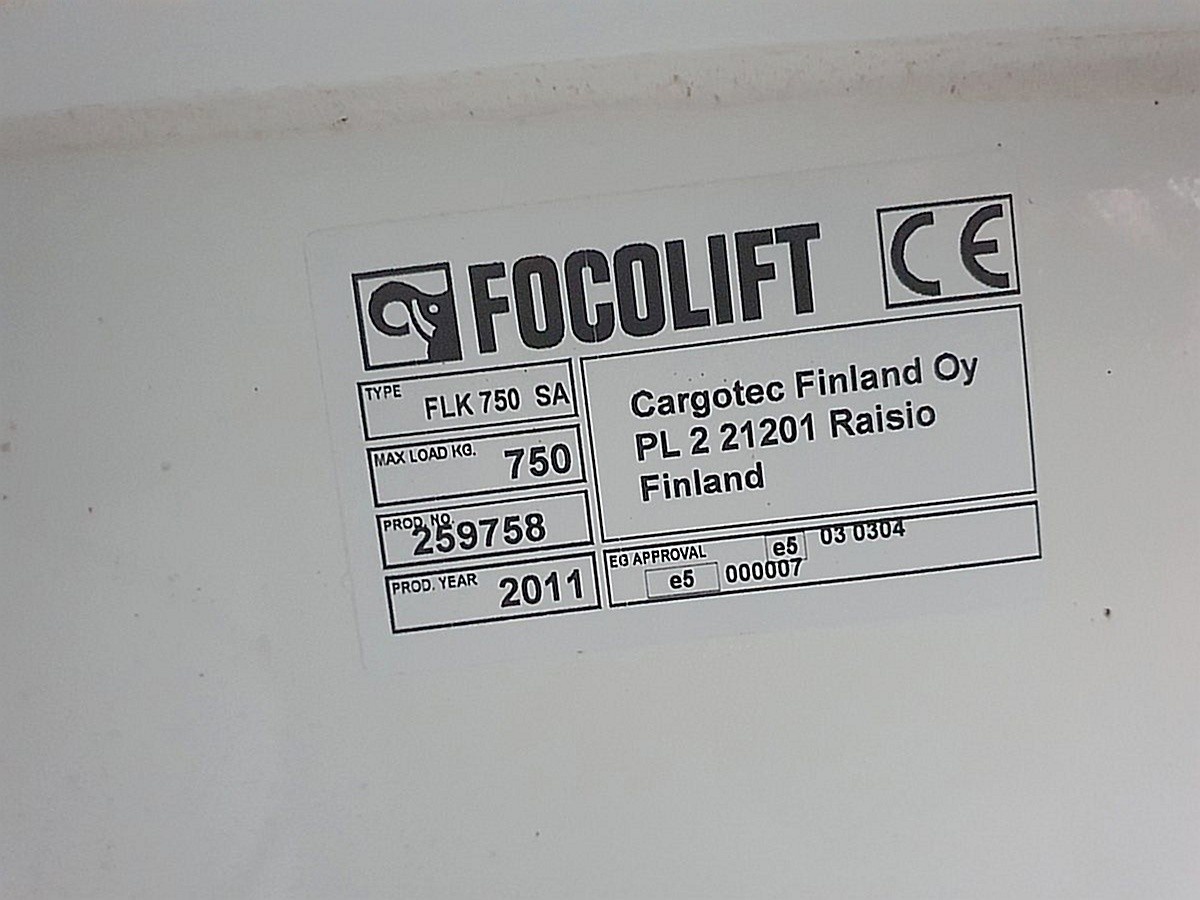 FOCOLIFT
CE
TYPE FLK 750 SA
MAX LOAD KG. 750
PROD. NO. 259758
PROD. YEAR 2011
Cargotec Finland Oy
PL 2 21201 Raisio
Finland
EG APPROVAL e5 03 0304
e5 000007